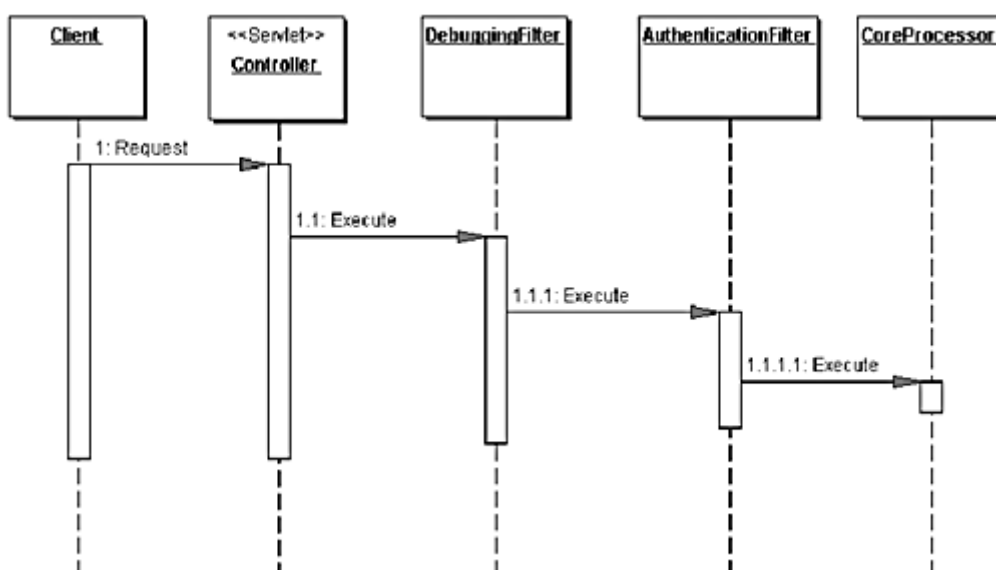 Client
<<Servlet>>
Controller
DebuggingFilter
AuthenticationFilter
CoreProcessor
1: Request
1.1: Execute
1.1.1: Execute
1.1.1.1: Execute